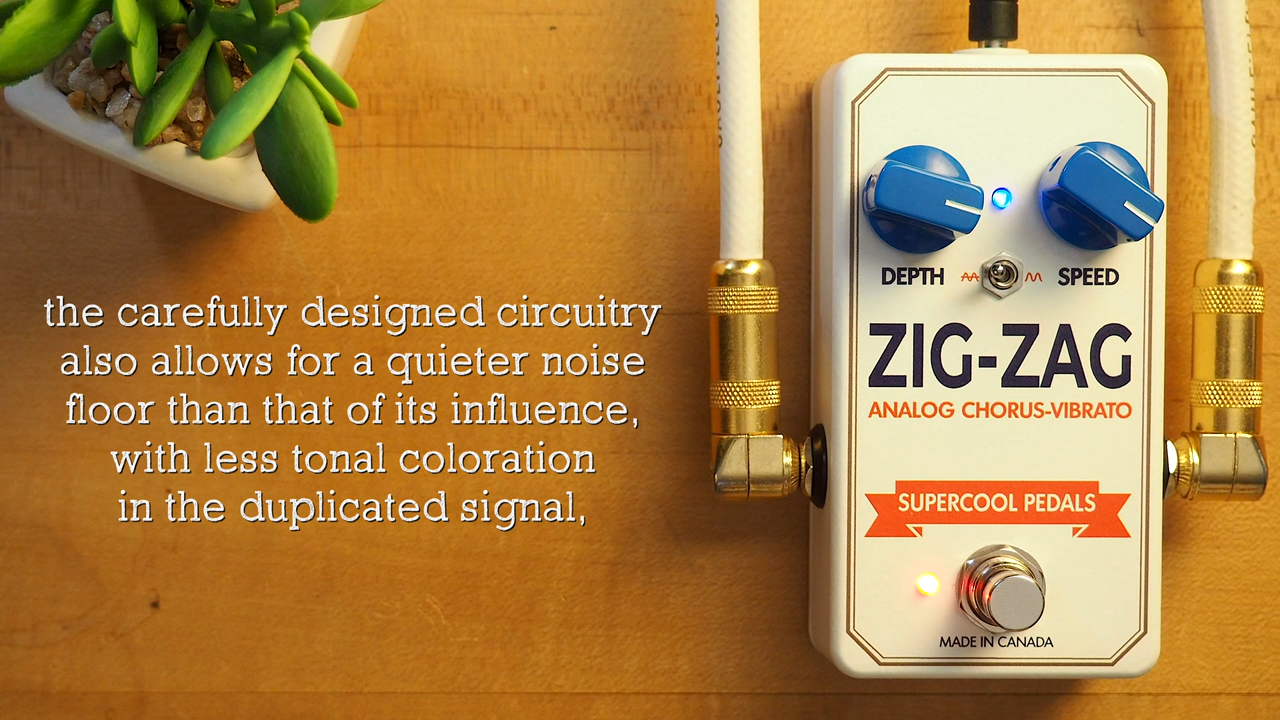 the carefully designed circuitry
also allows for a quieter noise
floor than that of its influence,
with less tonal coloration
in the duplicated signal,
DEPTH
SPEED
ZIG-ZAG
ANALOG CHORUS-VIBRATO
SUPERCOOL PEDALS
MADE IN CANADA